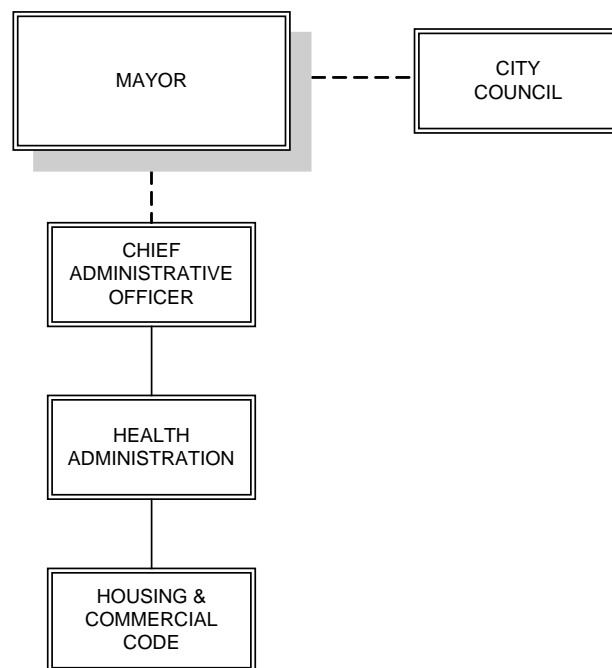 MAYOR
CITY
COUNCIL
CHIEF
ADMINISTRATIVE
OFFICER
HEALTH
ADMINISTRATION
HOUSING &
COMMERCIAL
CODE